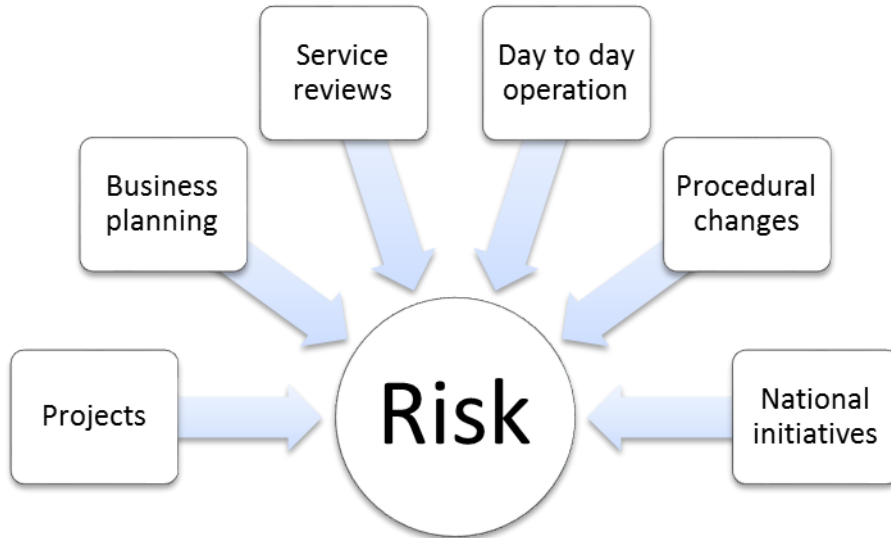 Service
reviews
Day to day
operation
Business
planning
Procedural
changes
Projects
Risk
National
initiatives